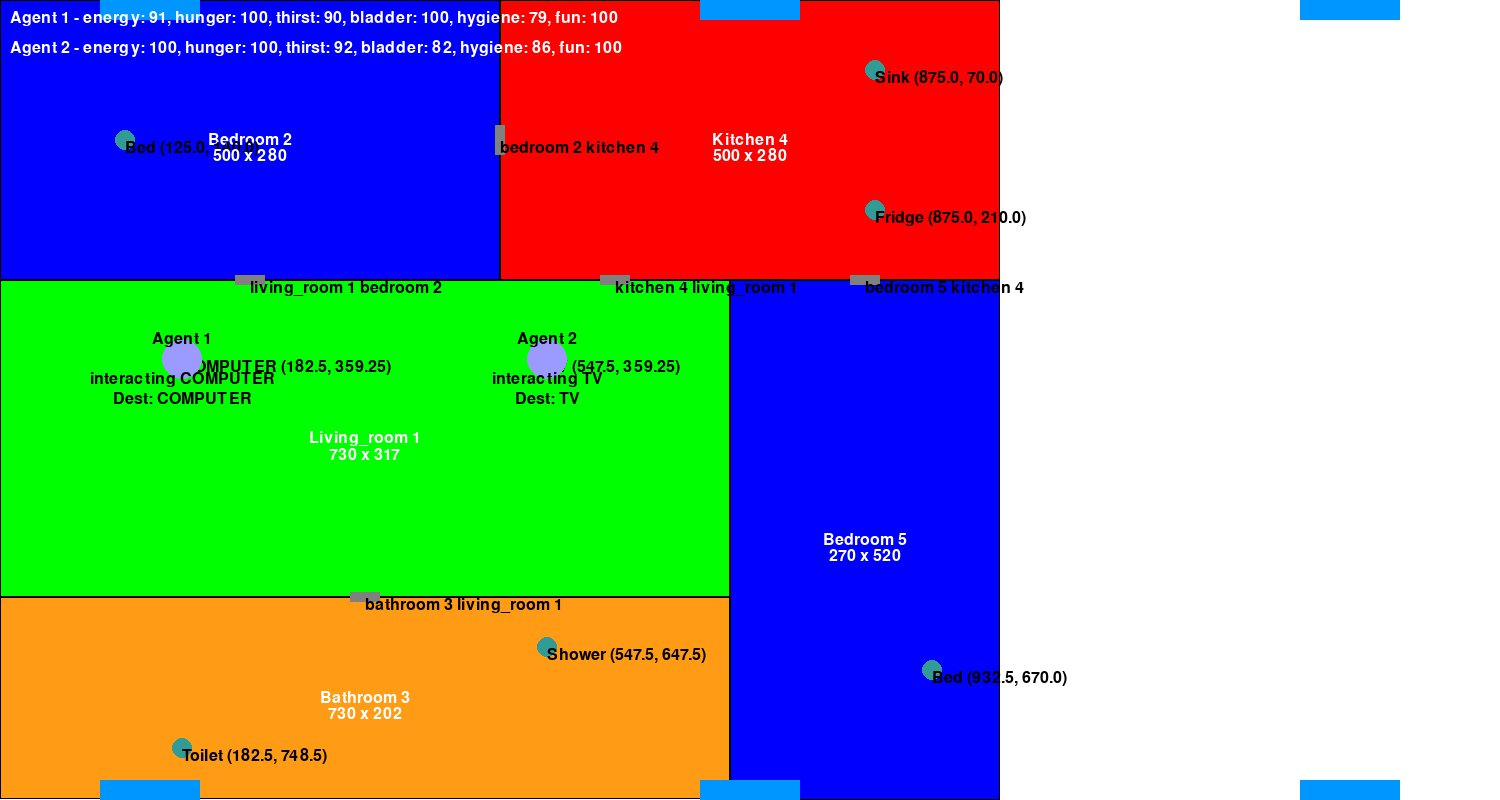 Agent 1 - energy: 91, hunger: 100, thirst: 90, bladder: 100, hygiene: 79, fun: 100
Agent 2 - energy: 100, hunger: 100, thirst: 92, bladder: 82, hygiene: 86, fun: 100
Sink (875.0, 70.0)
Bedroom 2
500 x 280
Bed (125.0,
bedroom 2 kitchen 4
Kitchen 4
500 x 280
Fridge (875.0, 210.0)
living_room 1 bedroom 2
kitchen 4 living_room 1
bedroom 5 kitchen 4
Agent 1
OMPUTER (182.5, 359.25)
interacting COMPUTER
Dest: COMPUTER
Agent 2
(547.5, 359.25)
interacting TV
Dest: TV
Living_room 1
730 x 317
Bedroom 5
270 x 520
bathroom 3 living_room 1
Shower (547.5, 647.5)
Bed (932.5, 670.0)
Bathroom 3
730 x 202
Toilet (182.5, 748.5)